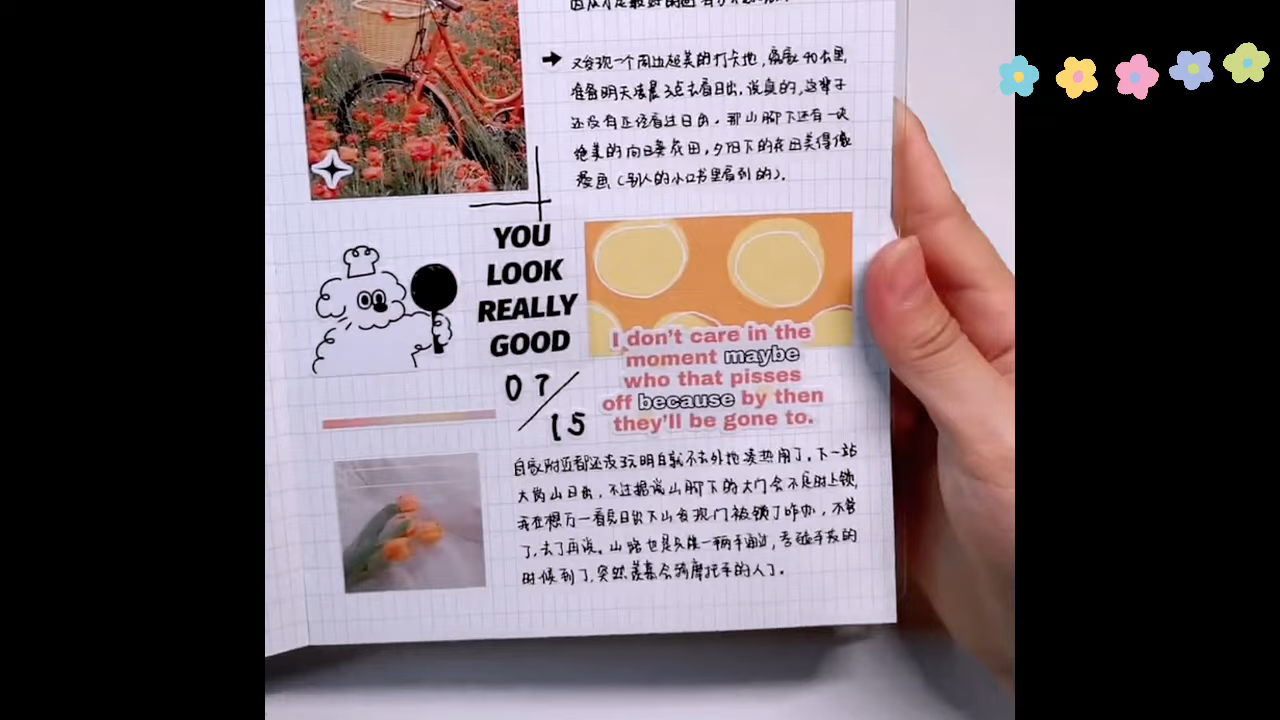 又发现一个周边超美的打卡地,离家40公里,
准备明天凌晨3点去看日出,说真的,这辈子
还没有正经看过日出。那山脚下还有一块
绝美的向日葵花田,夕阳下的花田美得像
漫画(别人的小口书里看到的)。
YOU
LOOK
REALLY
GOOD
07/15
I don't care in the
moment maybe
who that pisses
off because by then
they'll be gone to.
自家附近都还没玩明白就不去外地凑热闹了。下一站
大岗山日出,不过据说山脚下的大门会不定时上锁,
我在想万一看完日出下山发现门被锁了咋办,不管
了,去了再说。山路也是只能一辆车通过,考验车技的
时候到了,突然羡慕会骑摩托车的人了。